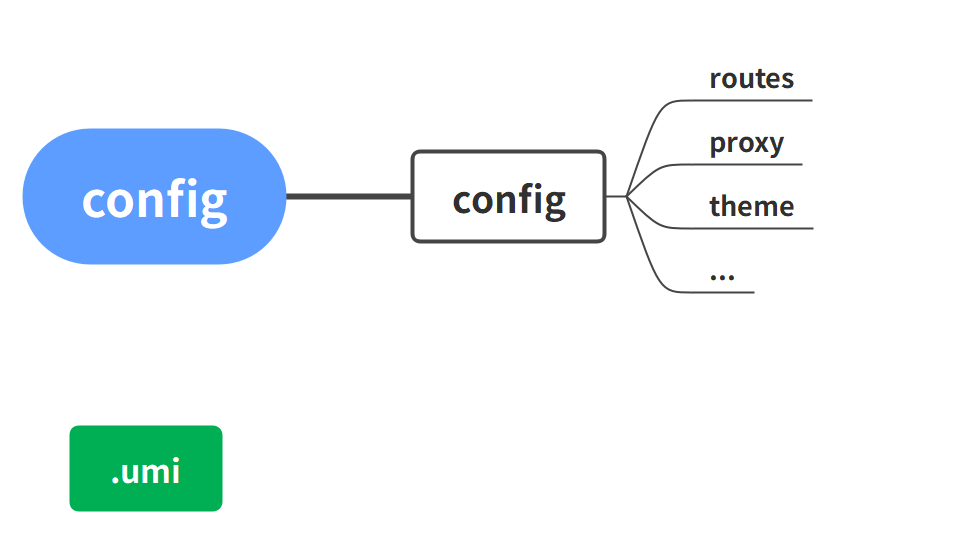 config
config
routes
proxy
theme
...
.umi